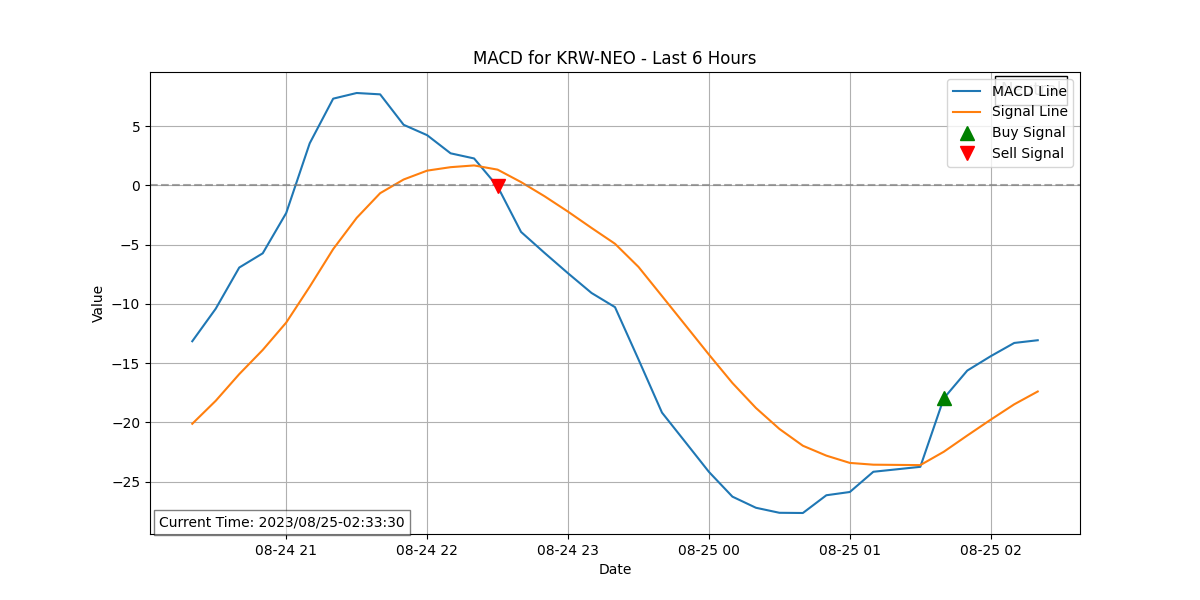 MACD for KRW-NEO - Last 6 Hours
MACD Line
Signal Line
Buy Signal
Sell Signal
Value
5
0
−5
−10
−15
−20
−25
Current Time: 2023/08/25-02:33:30
08-24 21
08-24 22
08-24 23
08-25 00
08-25 01
08-25 02
Date